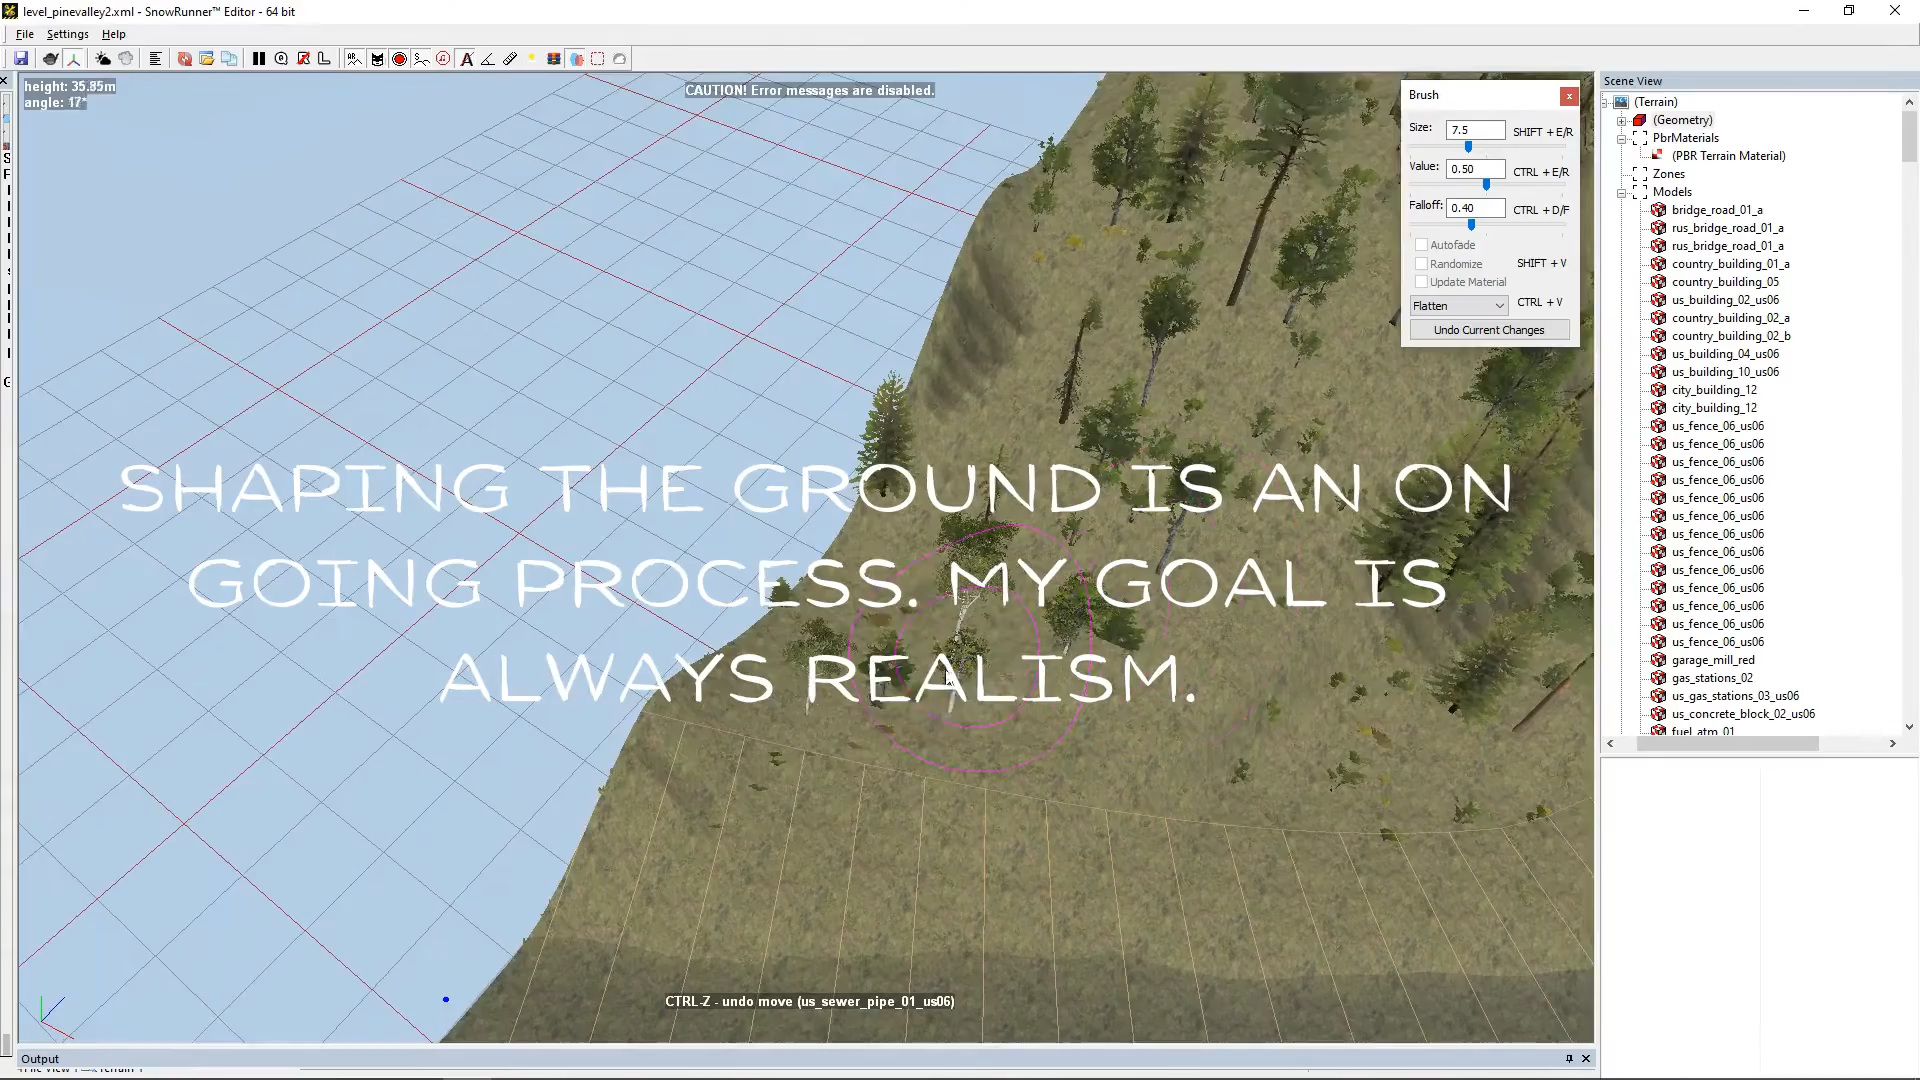 level_pinevalley2.xml - SnowRunner™ Editor - 64 bit
File Settings Help
height: 35.85m
angle: 17°
CAUTION! Error messages are disabled.
Brush
Size: 7.5 SHIFT + E/R
Value: 0.50 CTRL + E/R
Falloff: 0.40 CTRL + D/F
Autofade
Randomize SHIFT + V
Update Material
Flatten CTRL + V
Undo Current Changes
SHAPING THE GROUND IS AN ON
GOING PROCESS. MY GOAL IS
ALWAYS REALISM.
CTRL-Z - undo move (us_sewer_pipe_01_us06)
Output
Scene View
(Terrain)
(Geometry)
PbrMaterials
(PBR Terrain Material)
Zones
Models
bridge_road_01_a
rus_bridge_road_01_a
rus_bridge_road_01_a
country_building_01_a
country_building_05
us_building_02_us06
country_building_02_a
country_building_02_b
us_building_04_us06
us_building_10_us06
city_building_12
city_building_12
us_fence_06_us06
us_fence_06_us06
us_fence_06_us06
us_fence_06_us06
us_fence_06_us06
us_fence_06_us06
us_fence_06_us06
us_fence_06_us06
us_fence_06_us06
us_fence_06_us06
us_fence_06_us06
us_fence_06_us06
us_fence_06_us06
garage_mill_red
gas_stations_02
us_gas_stations_03_us06
us_concrete_block_02_us06
fuel_atm_01